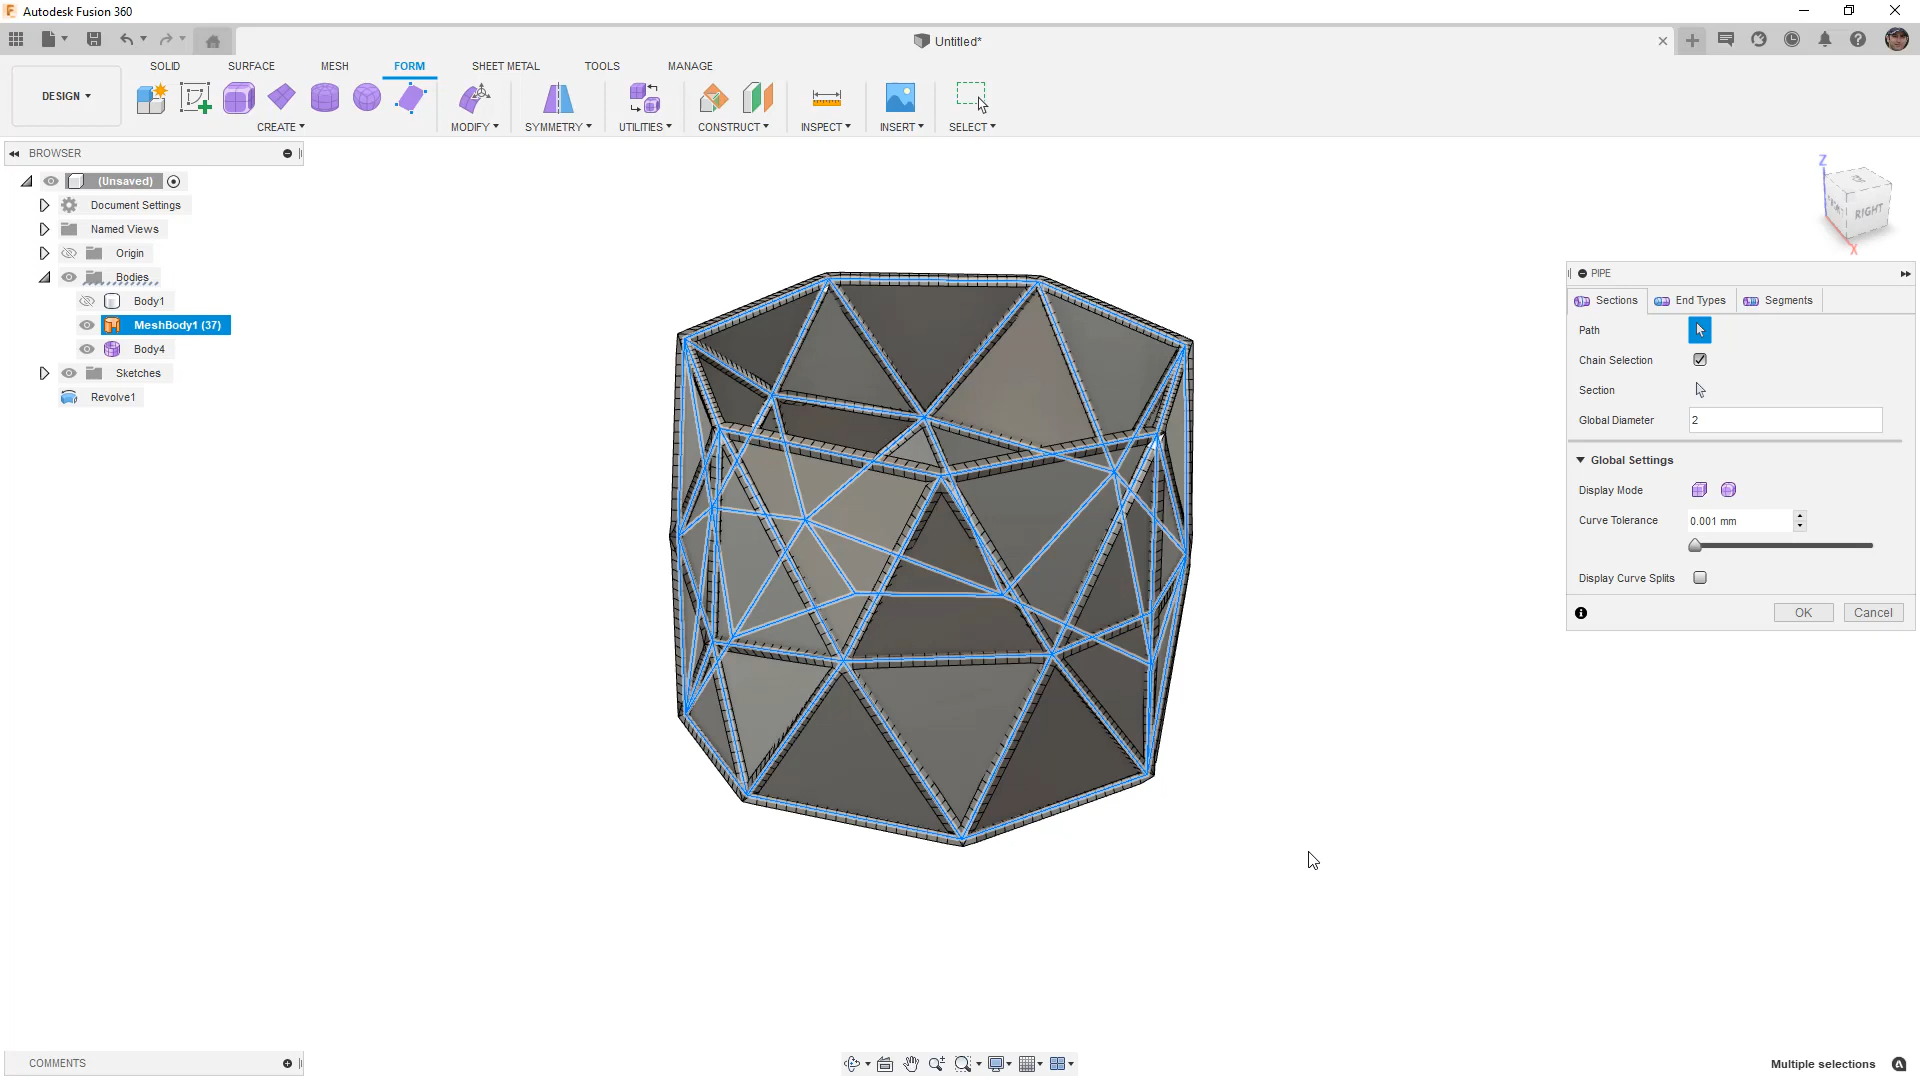 Autodesk Fusion 360
Untitled*
SOLID
SURFACE
MESH
FORM
SHEET METAL
TOOLS
MANAGE
DESIGN
CREATE
MODIFY
SYMMETRY
UTILITIES
CONSTRUCT
INSPECT
INSERT
SELECT
BROWSER
(Unsaved)
Document Settings
Named Views
Origin
Bodies
Body1
MeshBody1 (37)
Body4
Sketches
Revolve1
Z
RIGHT
X
PIPE
Sections
End Types
Segments
Path
Chain Selection
Section
Global Diameter
2
Global Settings
Display Mode
Curve Tolerance
0.001 mm
Display Curve Splits
OK
Cancel
COMMENTS
Multiple selections